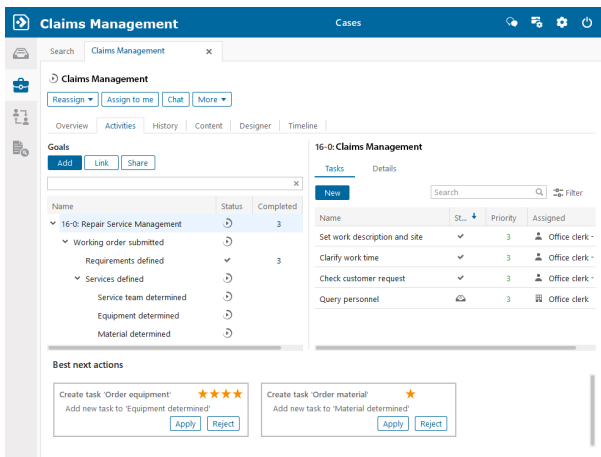 Claims Management Cases
Search Claims Management ×
Claims Management
Reassign Assign to me Chat More
Overview Activities History Content Designer Timeline
Goals
Add Link Share
×
Name Status Completed
16-0: Repair Service Management 3
Working order submitted
Requirements defined 3
Services defined
Service team determined
Equipment determined
Material determined
16-0: Claims Management
Tasks Details
New Search Filter
Name St... Priority Assigned
Set work description and site 3 Office clerk -
Clarify work time 3 Office clerk -
Check customer request 3 Office clerk -
Query personnel 3 Office clerk
Best next actions
Create task 'Order equipment'
Add new task to 'Equipment determined'
Apply Reject
Create task 'Order material'
Add new task to 'Material determined'
Apply Reject